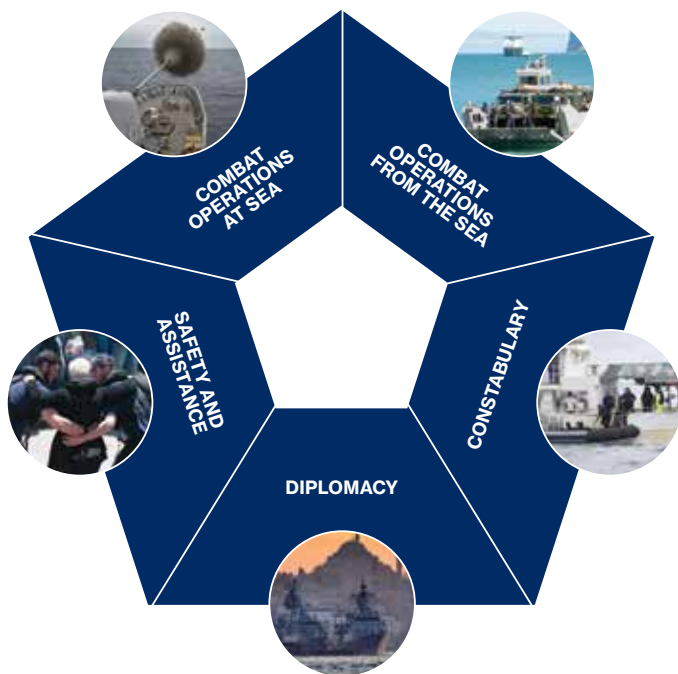 COMBAT
OPERATIONS
AT SEA
COMBAT
OPERATIONS
FROM THE SEA
SAFETY AND
ASSISTANCE
CONSTABULARY
DIPLOMACY